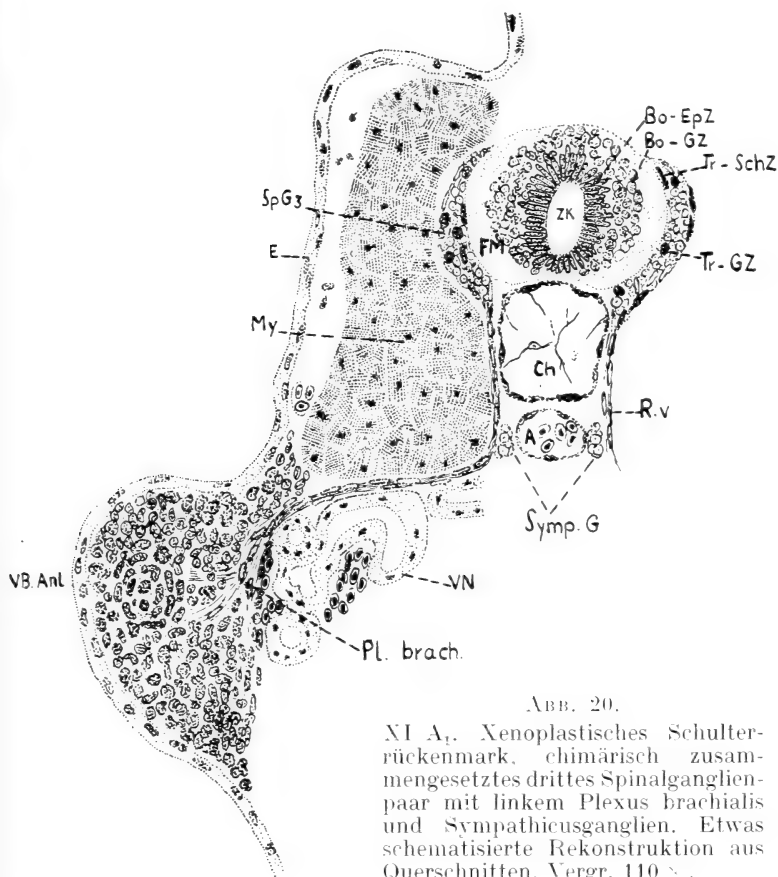 Bo-EpZ
Bo-GZ
Tr-SchZ
SpG3
ZK
E
FM
Tr-GZ
My
Ch
R.v
A
Symp. G
VB. Anl
VN
Pl. brach.
ABB. 20.
XI A₁. Xenoplastisches Schulter-
rückenmark, chimärisch zusam-
mengesetztes drittes Spinalganglien-
paar mit linkem Plexus brachialis
und Sympathicusganglien. Etwas
schematisierte Rekonstruktion aus
Querschnitten. Vergr. 110 ×.